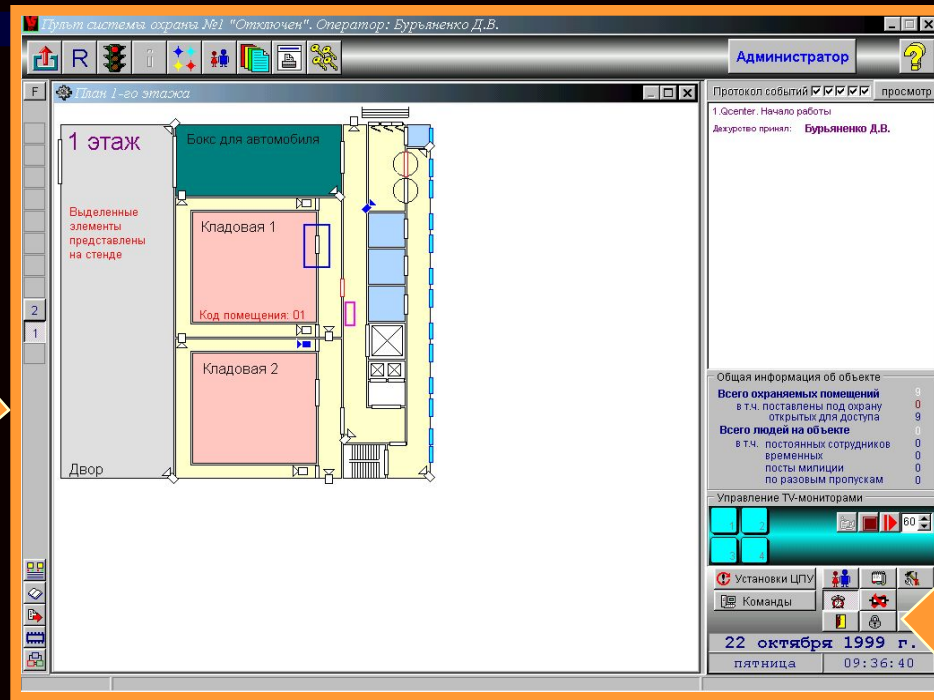 Пульт системы охраны №1 "Отключен". Оператор: Бурьяненко Д.В.
R
i
Администратор
?
F
План 1-го этажа
Протокол событий просмотр
1.Qcenter. Начало работы
Дежурство принял: Бурьяненко Д.В.
1 этаж
Бокс для автомобиля
Выделенные
элементы
представлены
на стенде
Кладовая 1
Код помещения: 01
2
1
Кладовая 2
Двор
Общая информация об объекте
Всего охраняемых помещений 9
в т.ч. поставлены под охрану 0
открытых для доступа 9
Всего людей на объекте 0
в т.ч. постоянных сотрудников 0
временных 0
посты милиции 0
по разовым пропускам 0
Управление TV-мониторами
1 2 60
3 4
Установки ЦПУ
Команды
22 октября 1999 г.
пятница 09:36:40